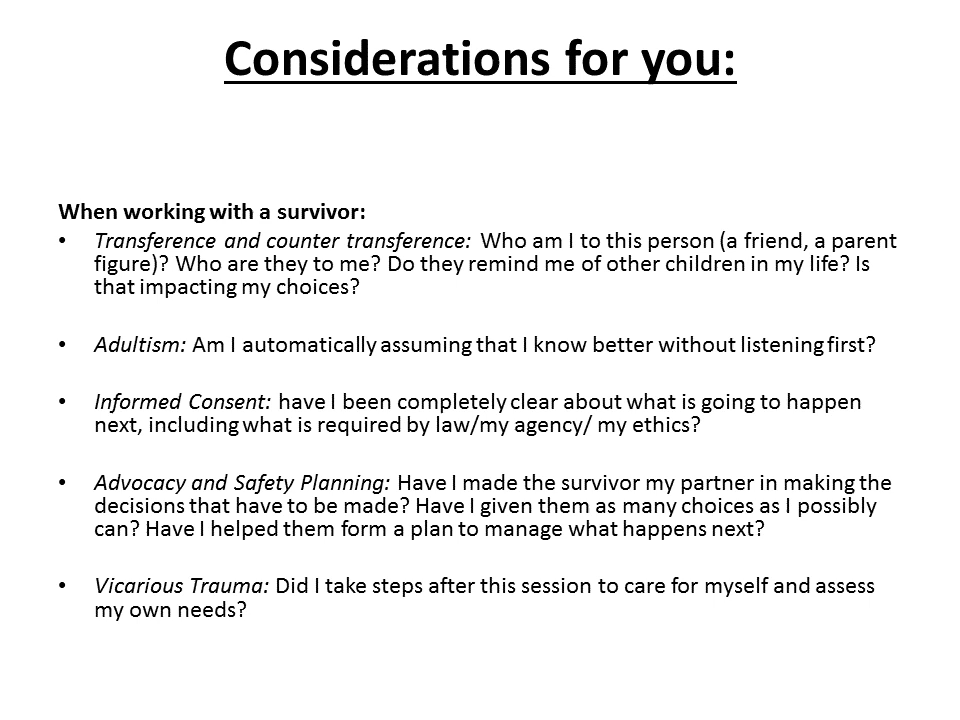 Considerations for you:
When working with a survivor:
• Transference and counter transference: Who am I to this person (a friend, a parent
figure)? Who are they to me? Do they remind me of other children in my life? Is
that impacting my choices?
• Adultism: Am I automatically assuming that I know better without listening first?
• Informed Consent: have I been completely clear about what is going to happen
next, including what is required by law/my agency/ my ethics?
• Advocacy and Safety Planning: Have I made the survivor my partner in making the
decisions that have to be made? Have I given them as many choices as I possibly
can? Have I helped them form a plan to manage what happens next?
• Vicarious Trauma: Did I take steps after this session to care for myself and assess
my own needs?